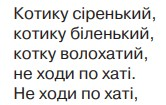 Котику сіренький,
котику біленький,
котку волохатий,
не ходи по хаті.
Не ходи по хаті,